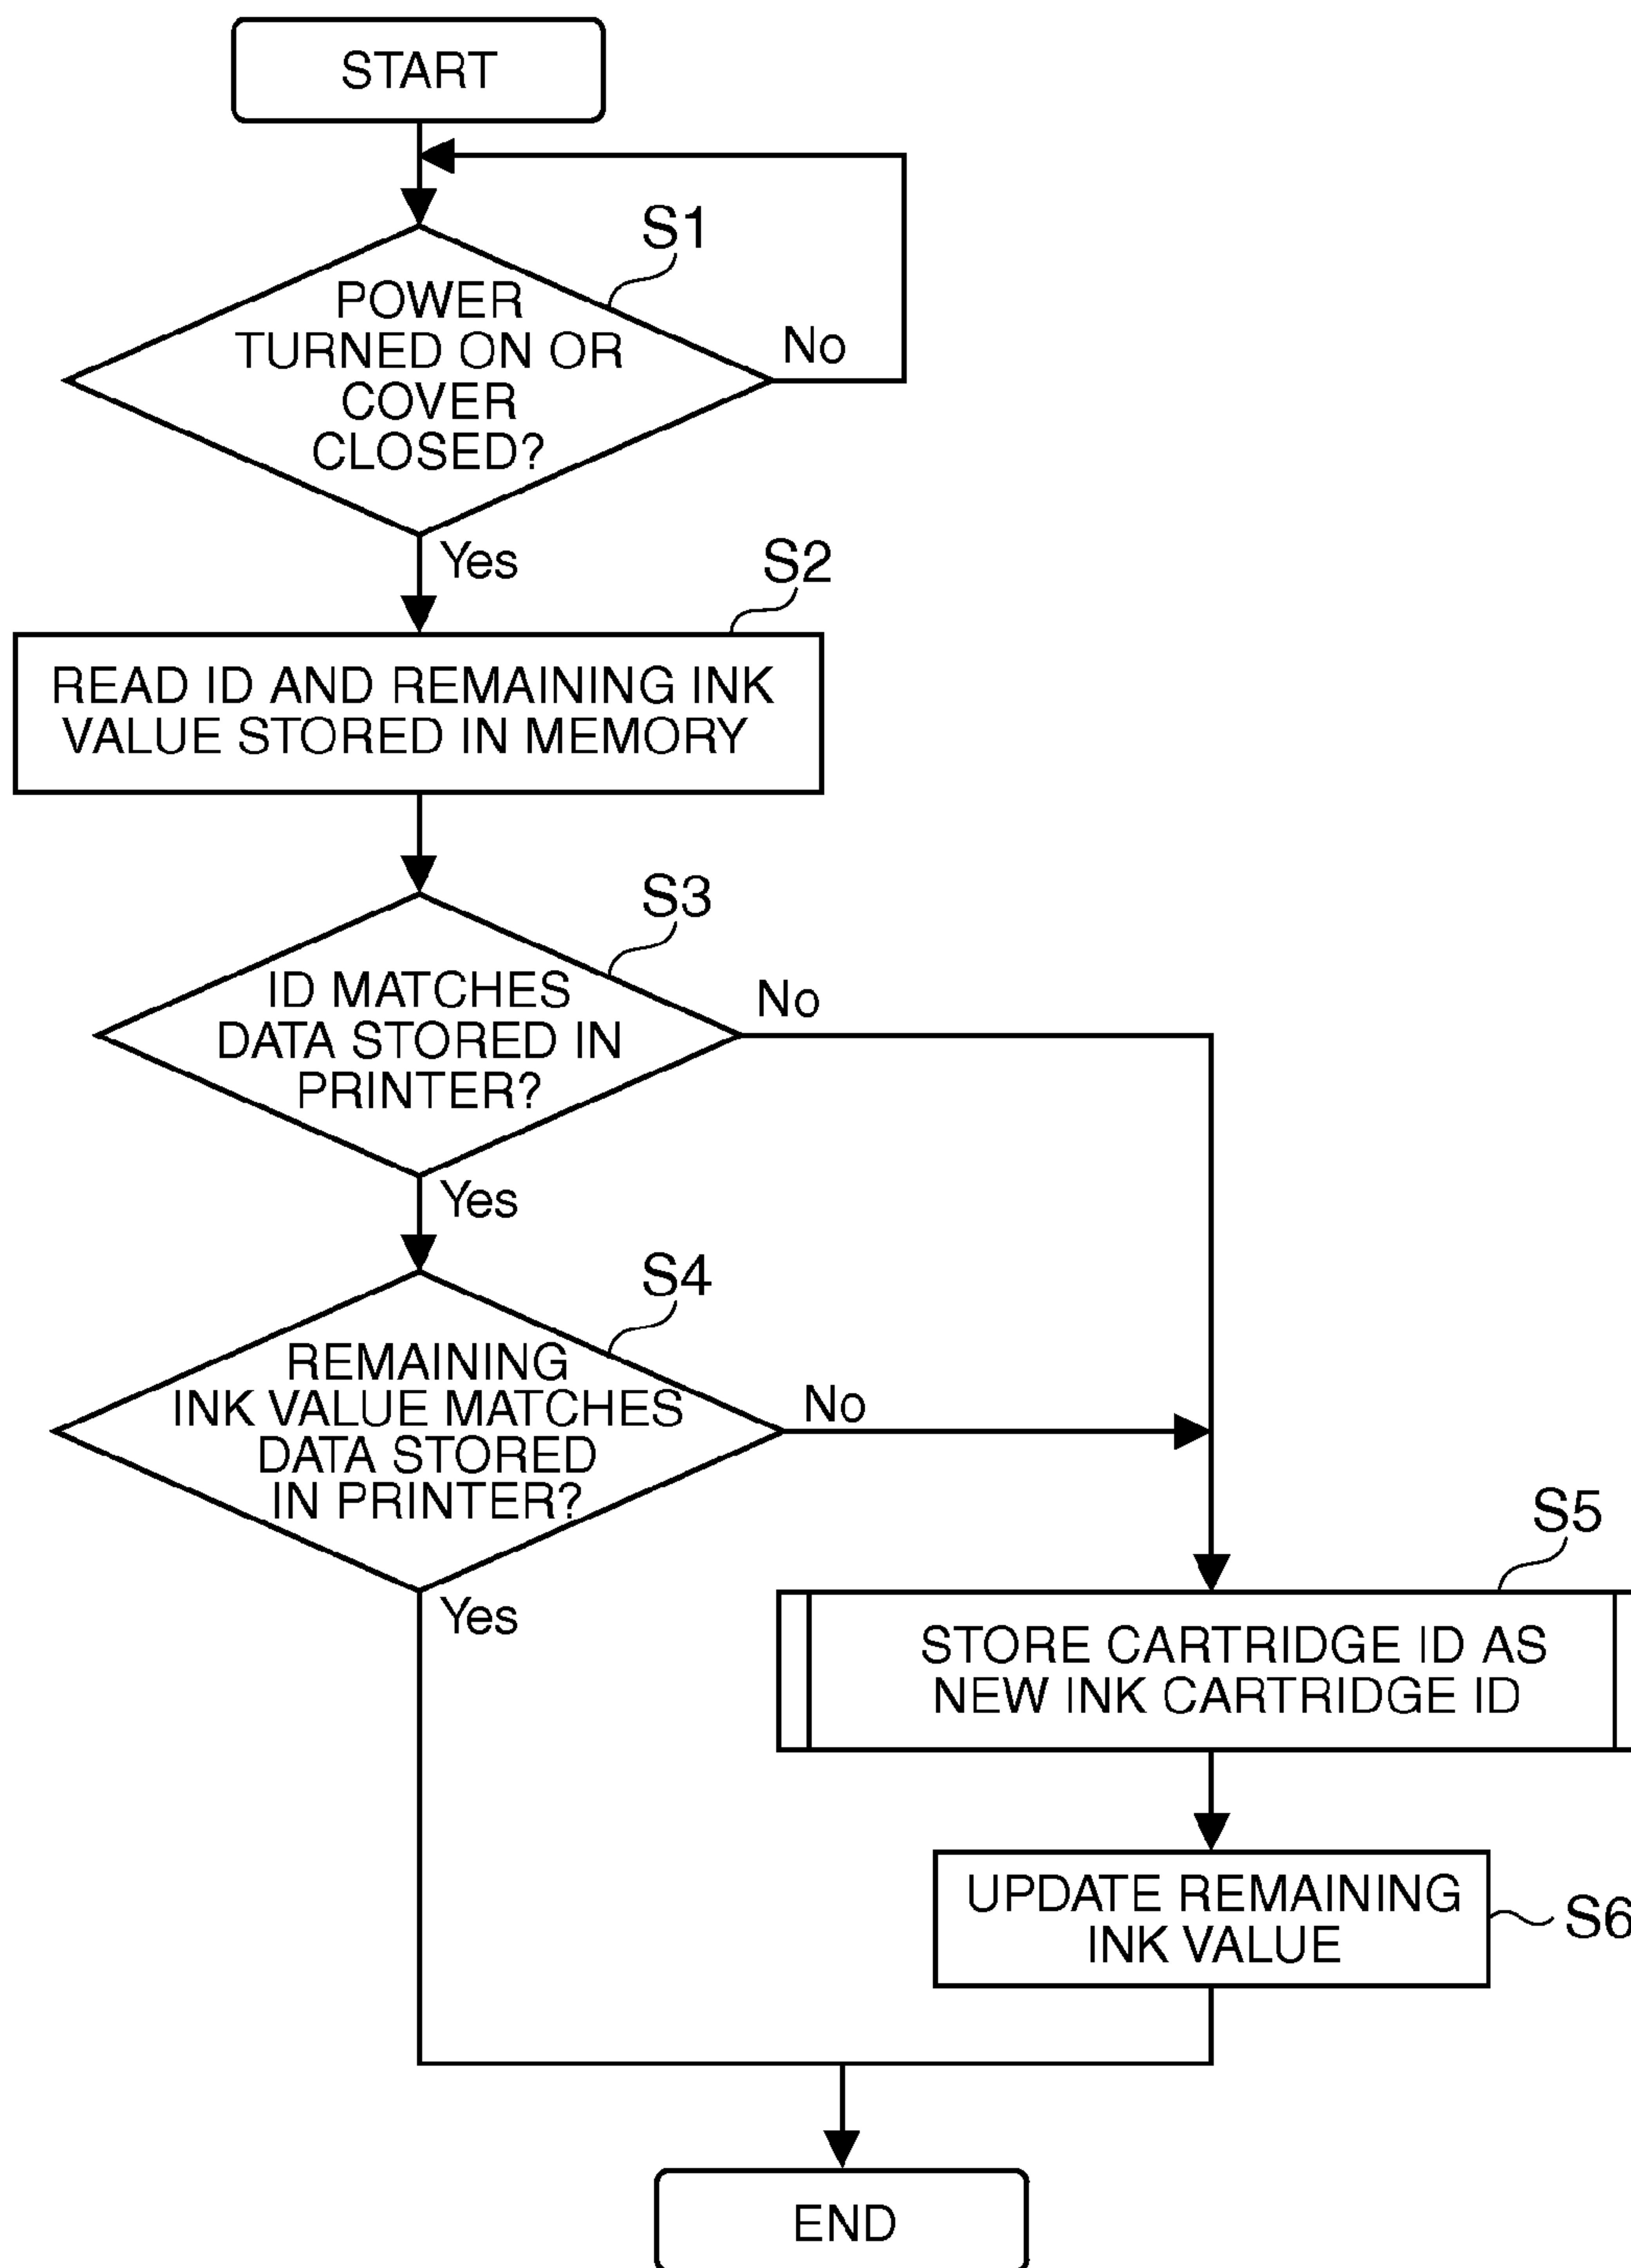 START
S1
POWER
TURNED ON OR
COVER
CLOSED?
No
Yes
S2
READ ID AND REMAINING INK
VALUE STORED IN MEMORY
S3
ID MATCHES
DATA STORED IN
PRINTER?
No
Yes
S4
REMAINING
INK VALUE MATCHES
DATA STORED
IN PRINTER?
No
Yes
S5
STORE CARTRIDGE ID AS
NEW INK CARTRIDGE ID
UPDATE REMAINING
INK VALUE
S6
END